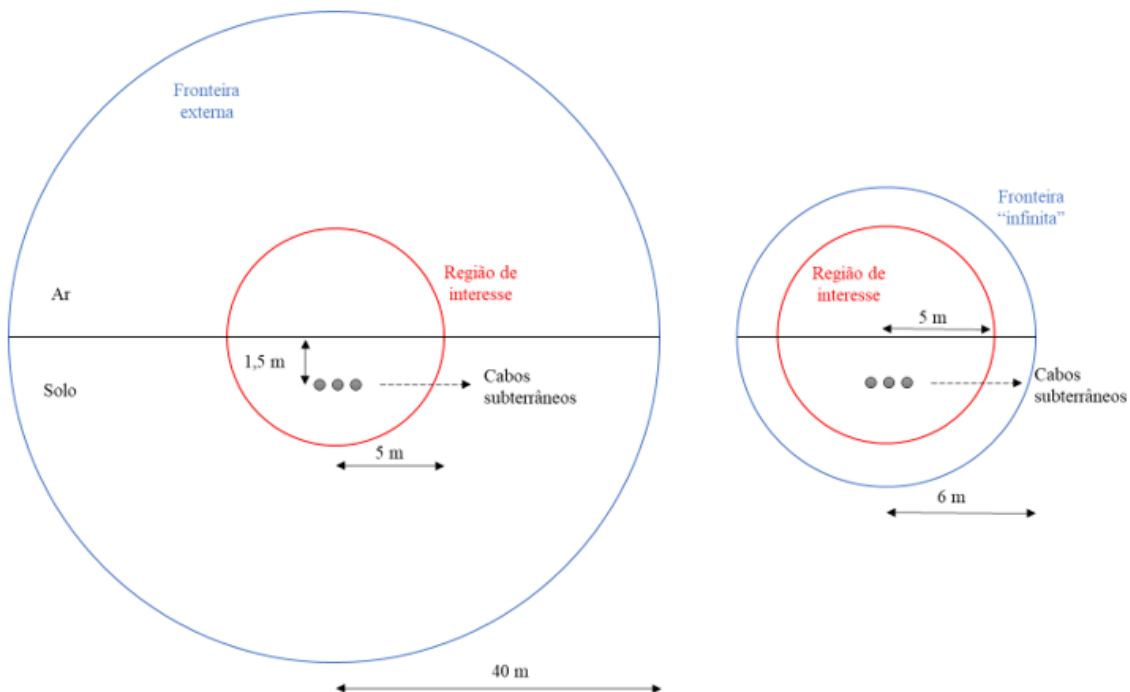 Fronteira
externa
Ar
Região de
interesse
1,5 m
Solo
Cabos
subterrâneos
5 m
40 m
Fronteira
“infinita”
Região de
interesse
5 m
Cabos
subterrâneos
6 m